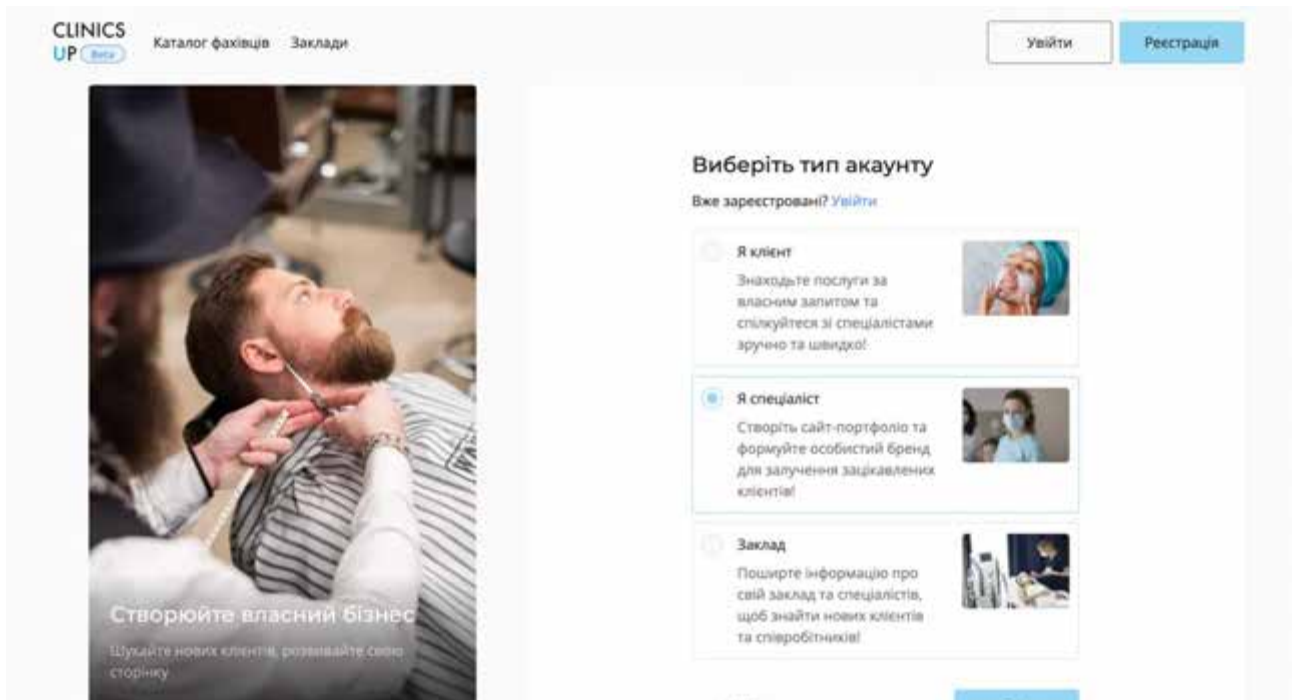 CLINICS
UP Beta
Каталог фахівців Заклади
Увійти
Реєстрація
Виберіть тип акаунту
Вже зареєстровані? Увійти
Я клієнт
Знаходьте послуги за
власним запитом та
спілкуйтеся зі спеціалістами
зручно та швидко!
Я спеціаліст
Створіть сайт-портфоліо та
формуйте особистий бренд
для залучення зацікавлених
клієнтів!
Заклад
Поширте інформацію про
свій заклад та спеціалістів,
щоб знайти нових клієнтів
та співробітників!
Створюйте власний бізнес
Шукайте нових клієнтів, розвивайте свою
сторінку